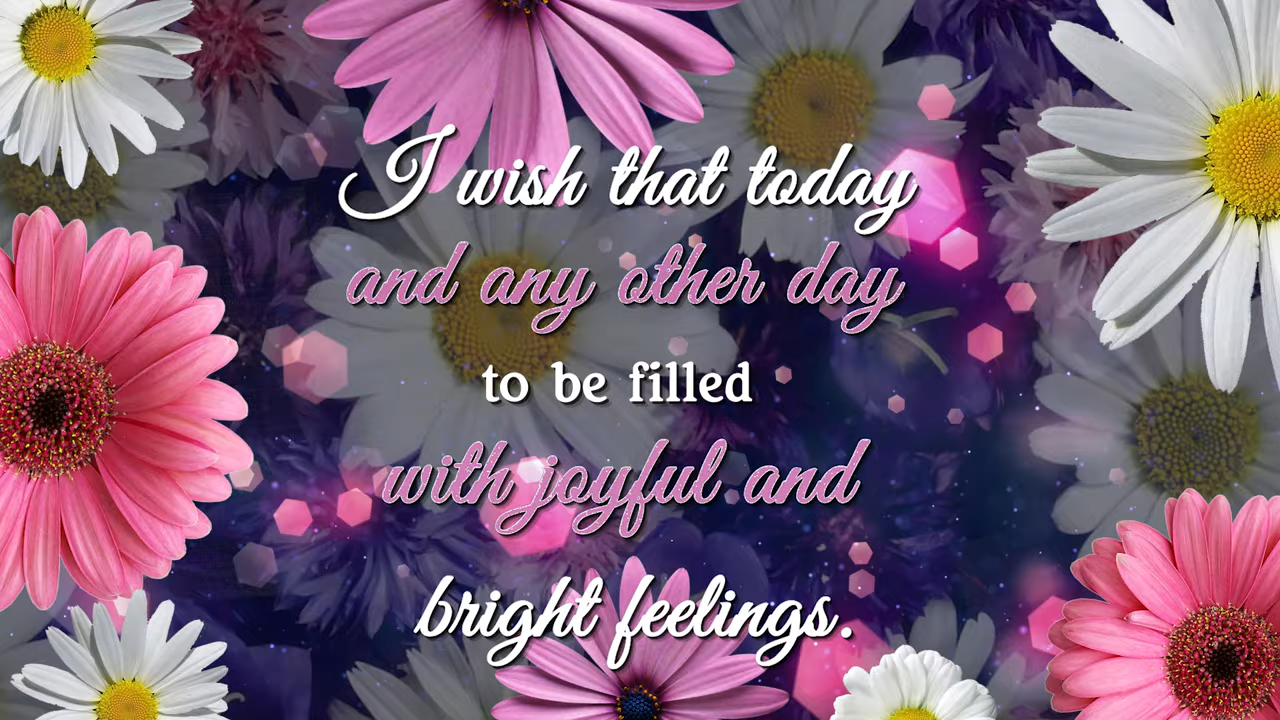 I wish that today
and any other day
to be filled
with joyful and
bright feelings.